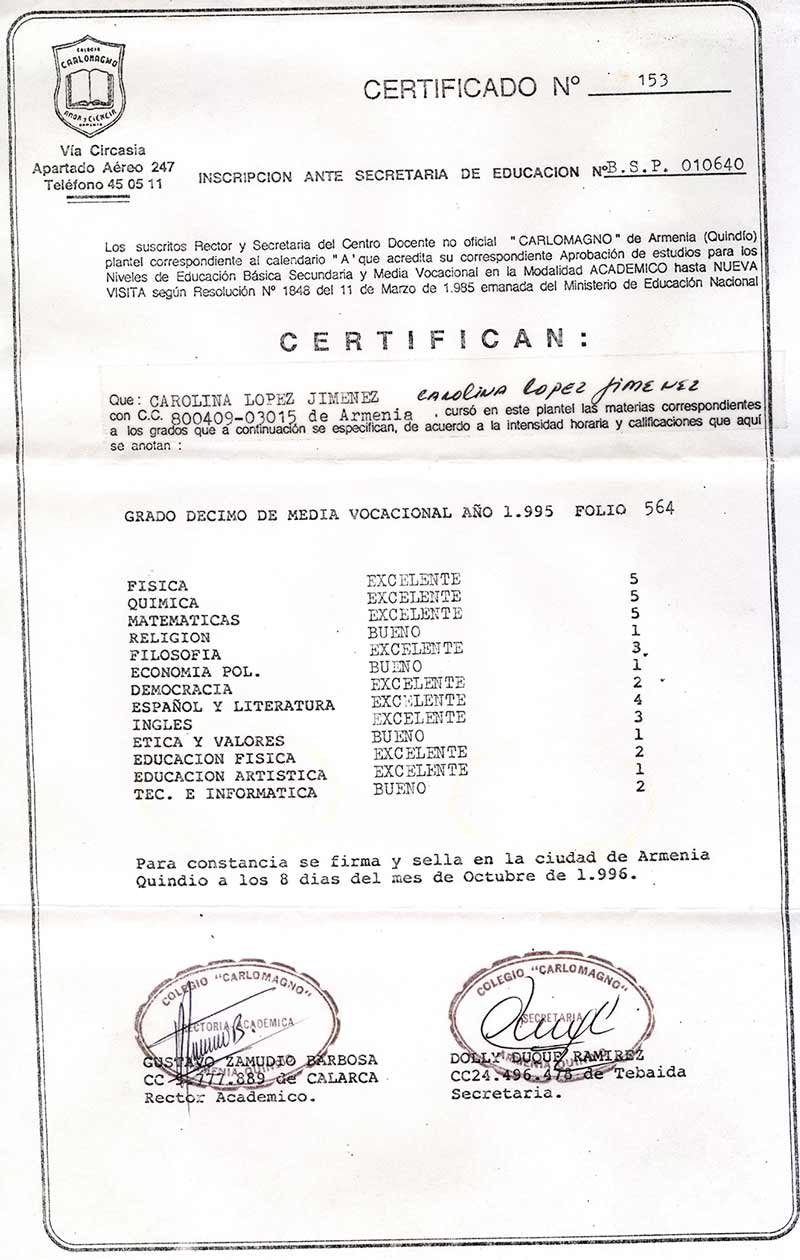 COLEGIO
CARLOMAGNO
ARMENIA
CERTIFICADO Nº 153
Vía Circasia
Apartado Aéreo 247
Teléfono 45 05 11
INSCRIPCION ANTE SECRETARIA DE EDUCACION Nº B.S.P. 010640
Los suscritos Rector y Secretaria del Centro Docente no oficial "CARLOMAGNO" de Armenia (Quindío)
plantel correspondiente al calendario "A' que acredita su correspondiente Aprobación de estudios para los
Niveles de Educación Básica Secundaria y Media Vocacional en la Modalidad ACADEMICO hasta NUEVA
VISITA según Resolución Nº 1848 del 11 de Marzo de 1.985 emanada del Ministerio de Educación Nacional
CERTIFICAN:
Que: CAROLINA LOPEZ JIMENEZ CAROLINA LOPEZ JIMENEZ
con C.C. 800409-03015 de Armenia , cursó en este plantel las materias correspondientes
a los grados que a continuación se especifican, de acuerdo a la intensidad horaria y calificaciones que aquí
se anotan :
GRADO DECIMO DE MEDIA VOCACIONAL AÑO 1.995 FOLIO 564
FISICA EXCELENTE 5
QUIMICA EXCELENTE 5
MATEMATICAS EXCELENTE 5
RELIGION BUENO 1
FILOSOFIA EXCELENTE 3
ECONOMIA POL. BUENO 1
DEMOCRACIA EXCELENTE 2
ESPAÑOL Y LITERATURA EXCELENTE 4
INGLES EXCELENTE 3
ETICA Y VALORES BUENO 1
EDUCACION FISICA EXCELENTE 2
EDUCACION ARTISTICA EXCELENTE 1
TEC. E INFORMATICA BUENO 2
Para constancia se firma y sella en la ciudad de Armenia
Quindio a los 8 dias del mes de Octubre de 1.996.
COLEGIO "CARLOMAGNO"
RECTORIA ACADEMICA
ARMENIA QUINDIO
GUSTAVO ZAMUDIO BARBOSA
CC .777.889 de CALARCA
Rector Academico.
COLEGIO "CARLOMAGNO"
SECRETARIA
ARMENIA QUINDIO
DOLLY DUQUE RAMIREZ
CC24.496.478 de Tebaida
Secretaria.